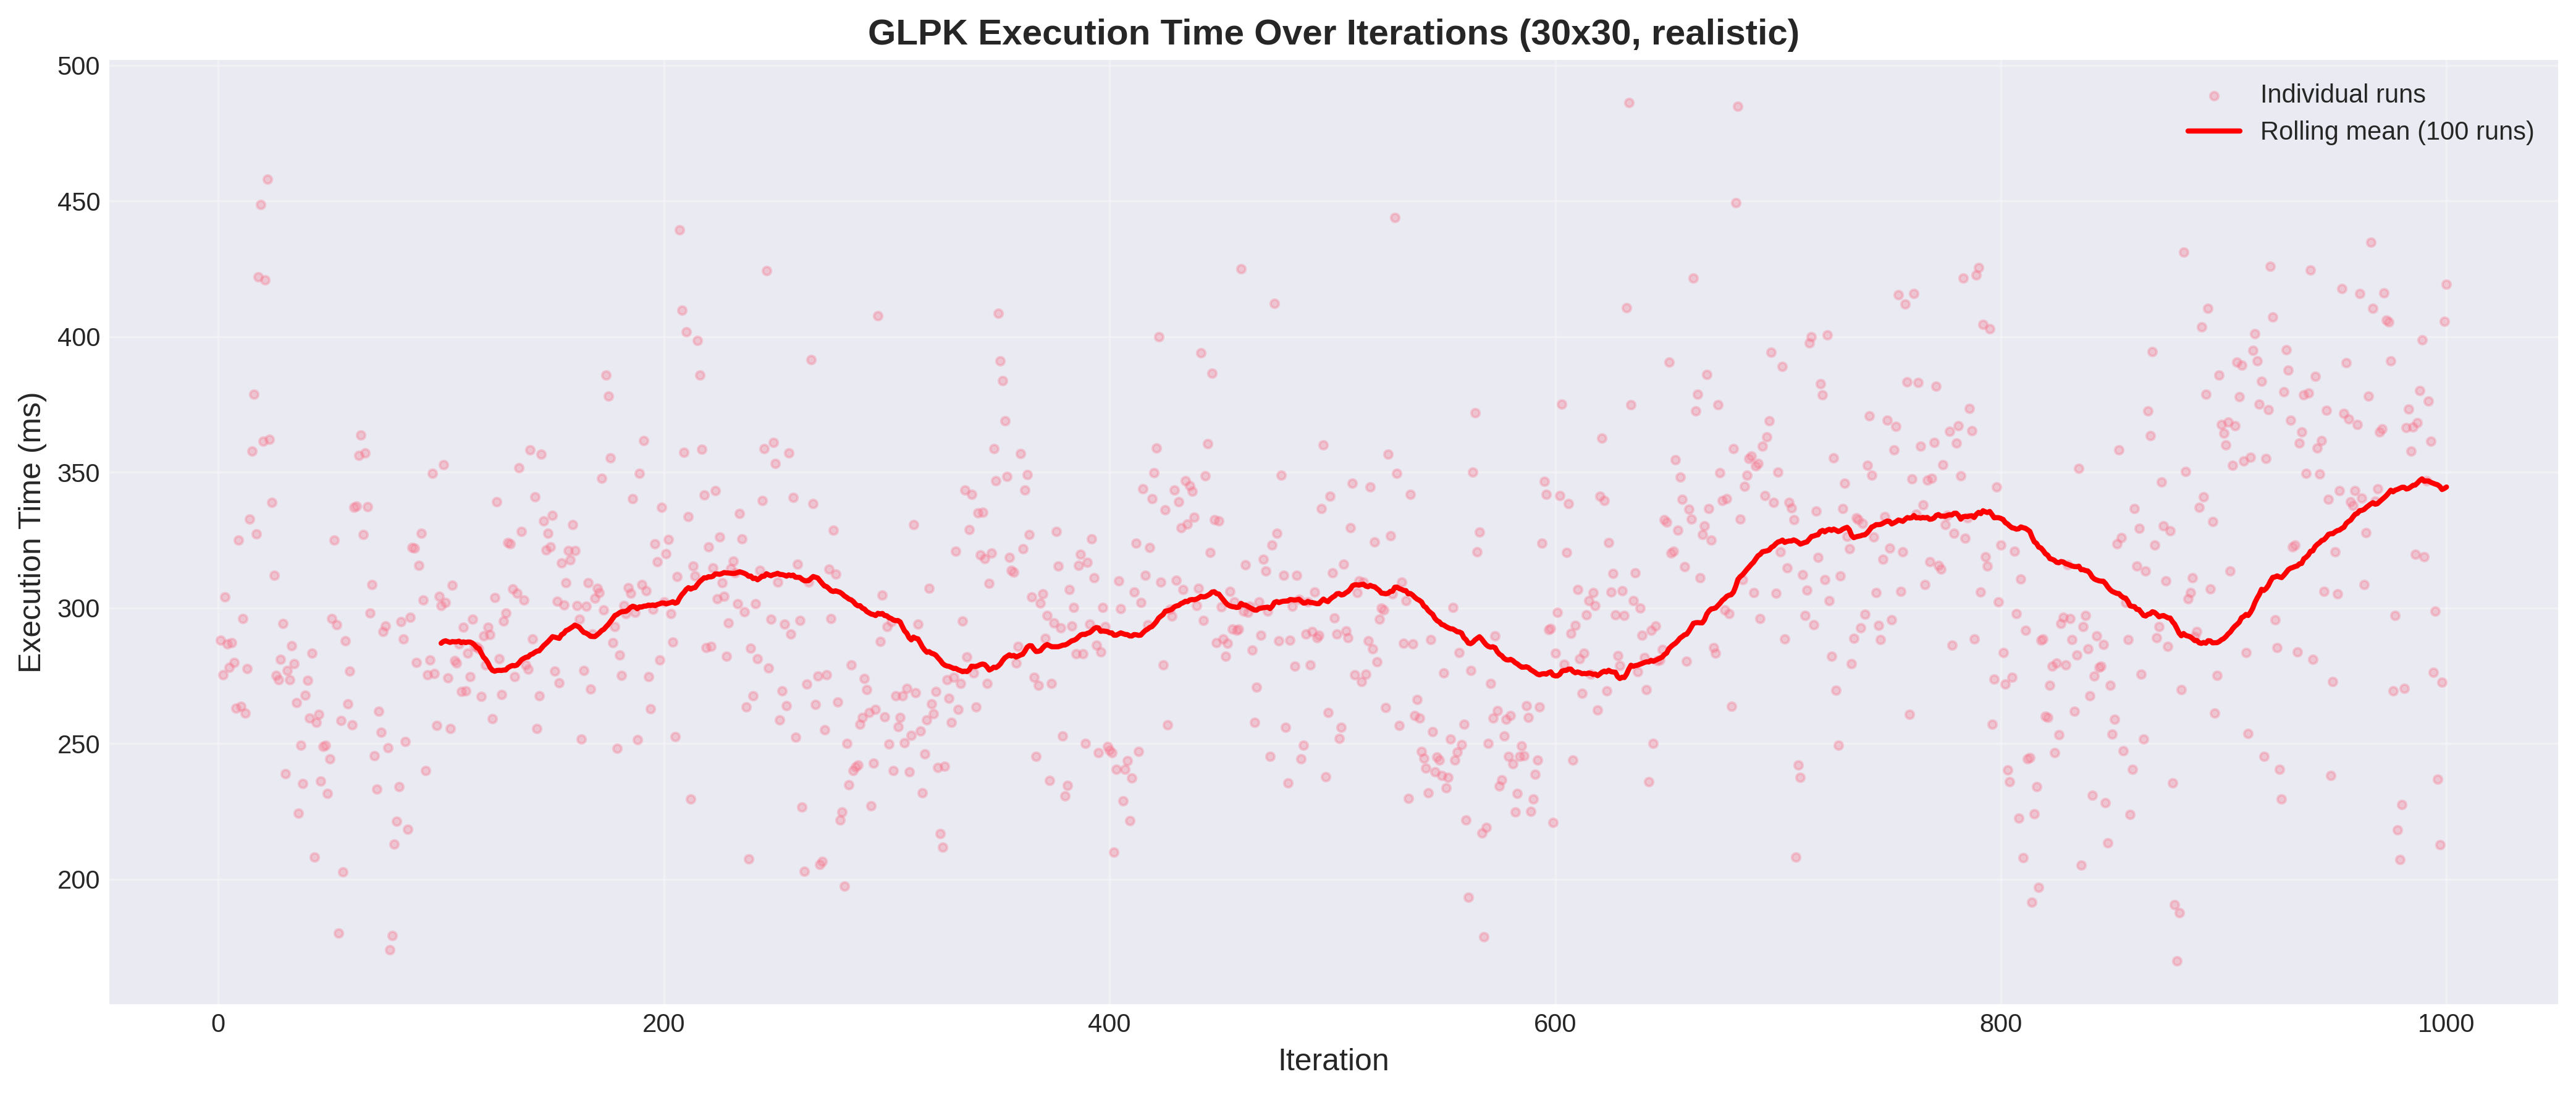 GLPK Execution Time Over Iterations (30x30, realistic)
Individual runs
Rolling mean (100 runs)
Execution Time (ms)
500
450
400
350
300
250
200
0
200
400
600
800
1000
Iteration